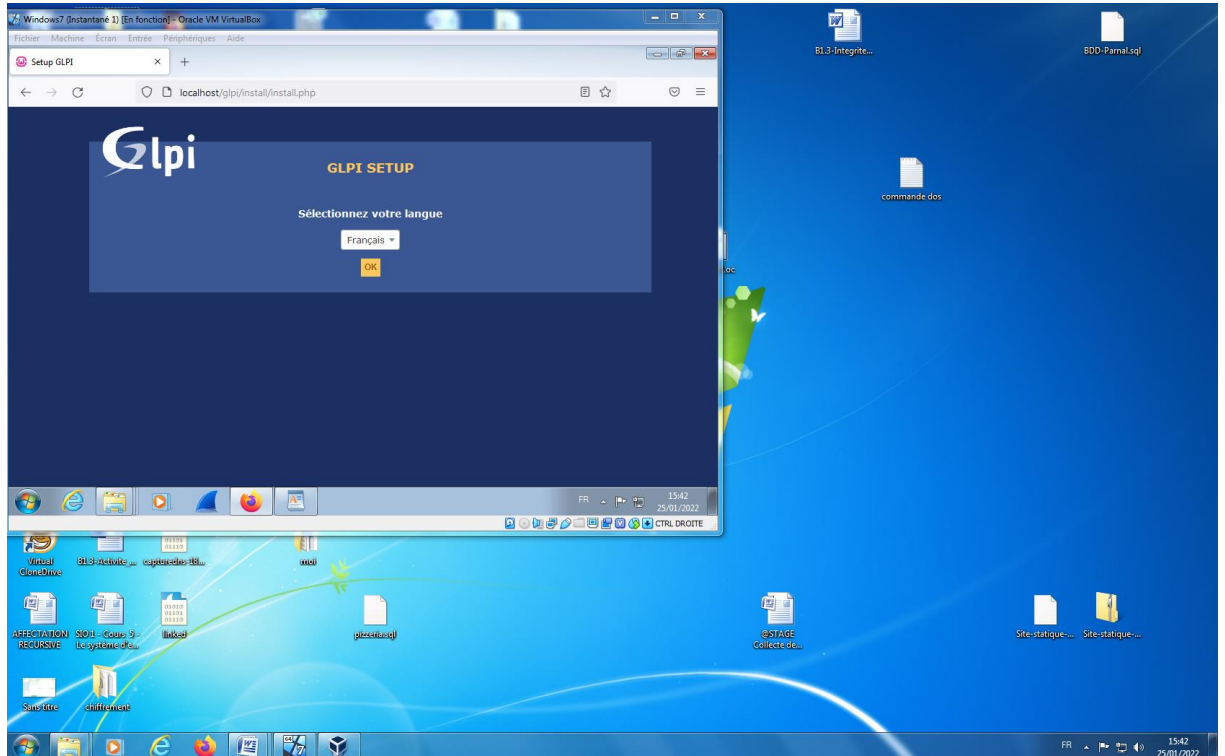 Windows7 (Instantané 1) [En fonction] - Oracle VM VirtualBox
Fichier Machine Écran Entrée Périphériques Aide
Setup GLPI
localhost/glpi/install/install.php
Glpi
GLPI SETUP
Sélectionnez votre langue
Français
OK
FR
15:42
25/01/2022
CTRL DROITE
B1.3-Integrite...
BDD-Parnal.sql
commande dos
Virtual
CloneDrive
B1.3-Activite_...
moi
AFFECTATION
RECURSIVE
SIO1 - Cours 5 -
Le système d'e...
linked
pizzeria.sql
@STAGE
Collecte de...
Site-statique-...
Site-statique-...
Sans titre
chiffrement
FR
15:42
25/01/2022